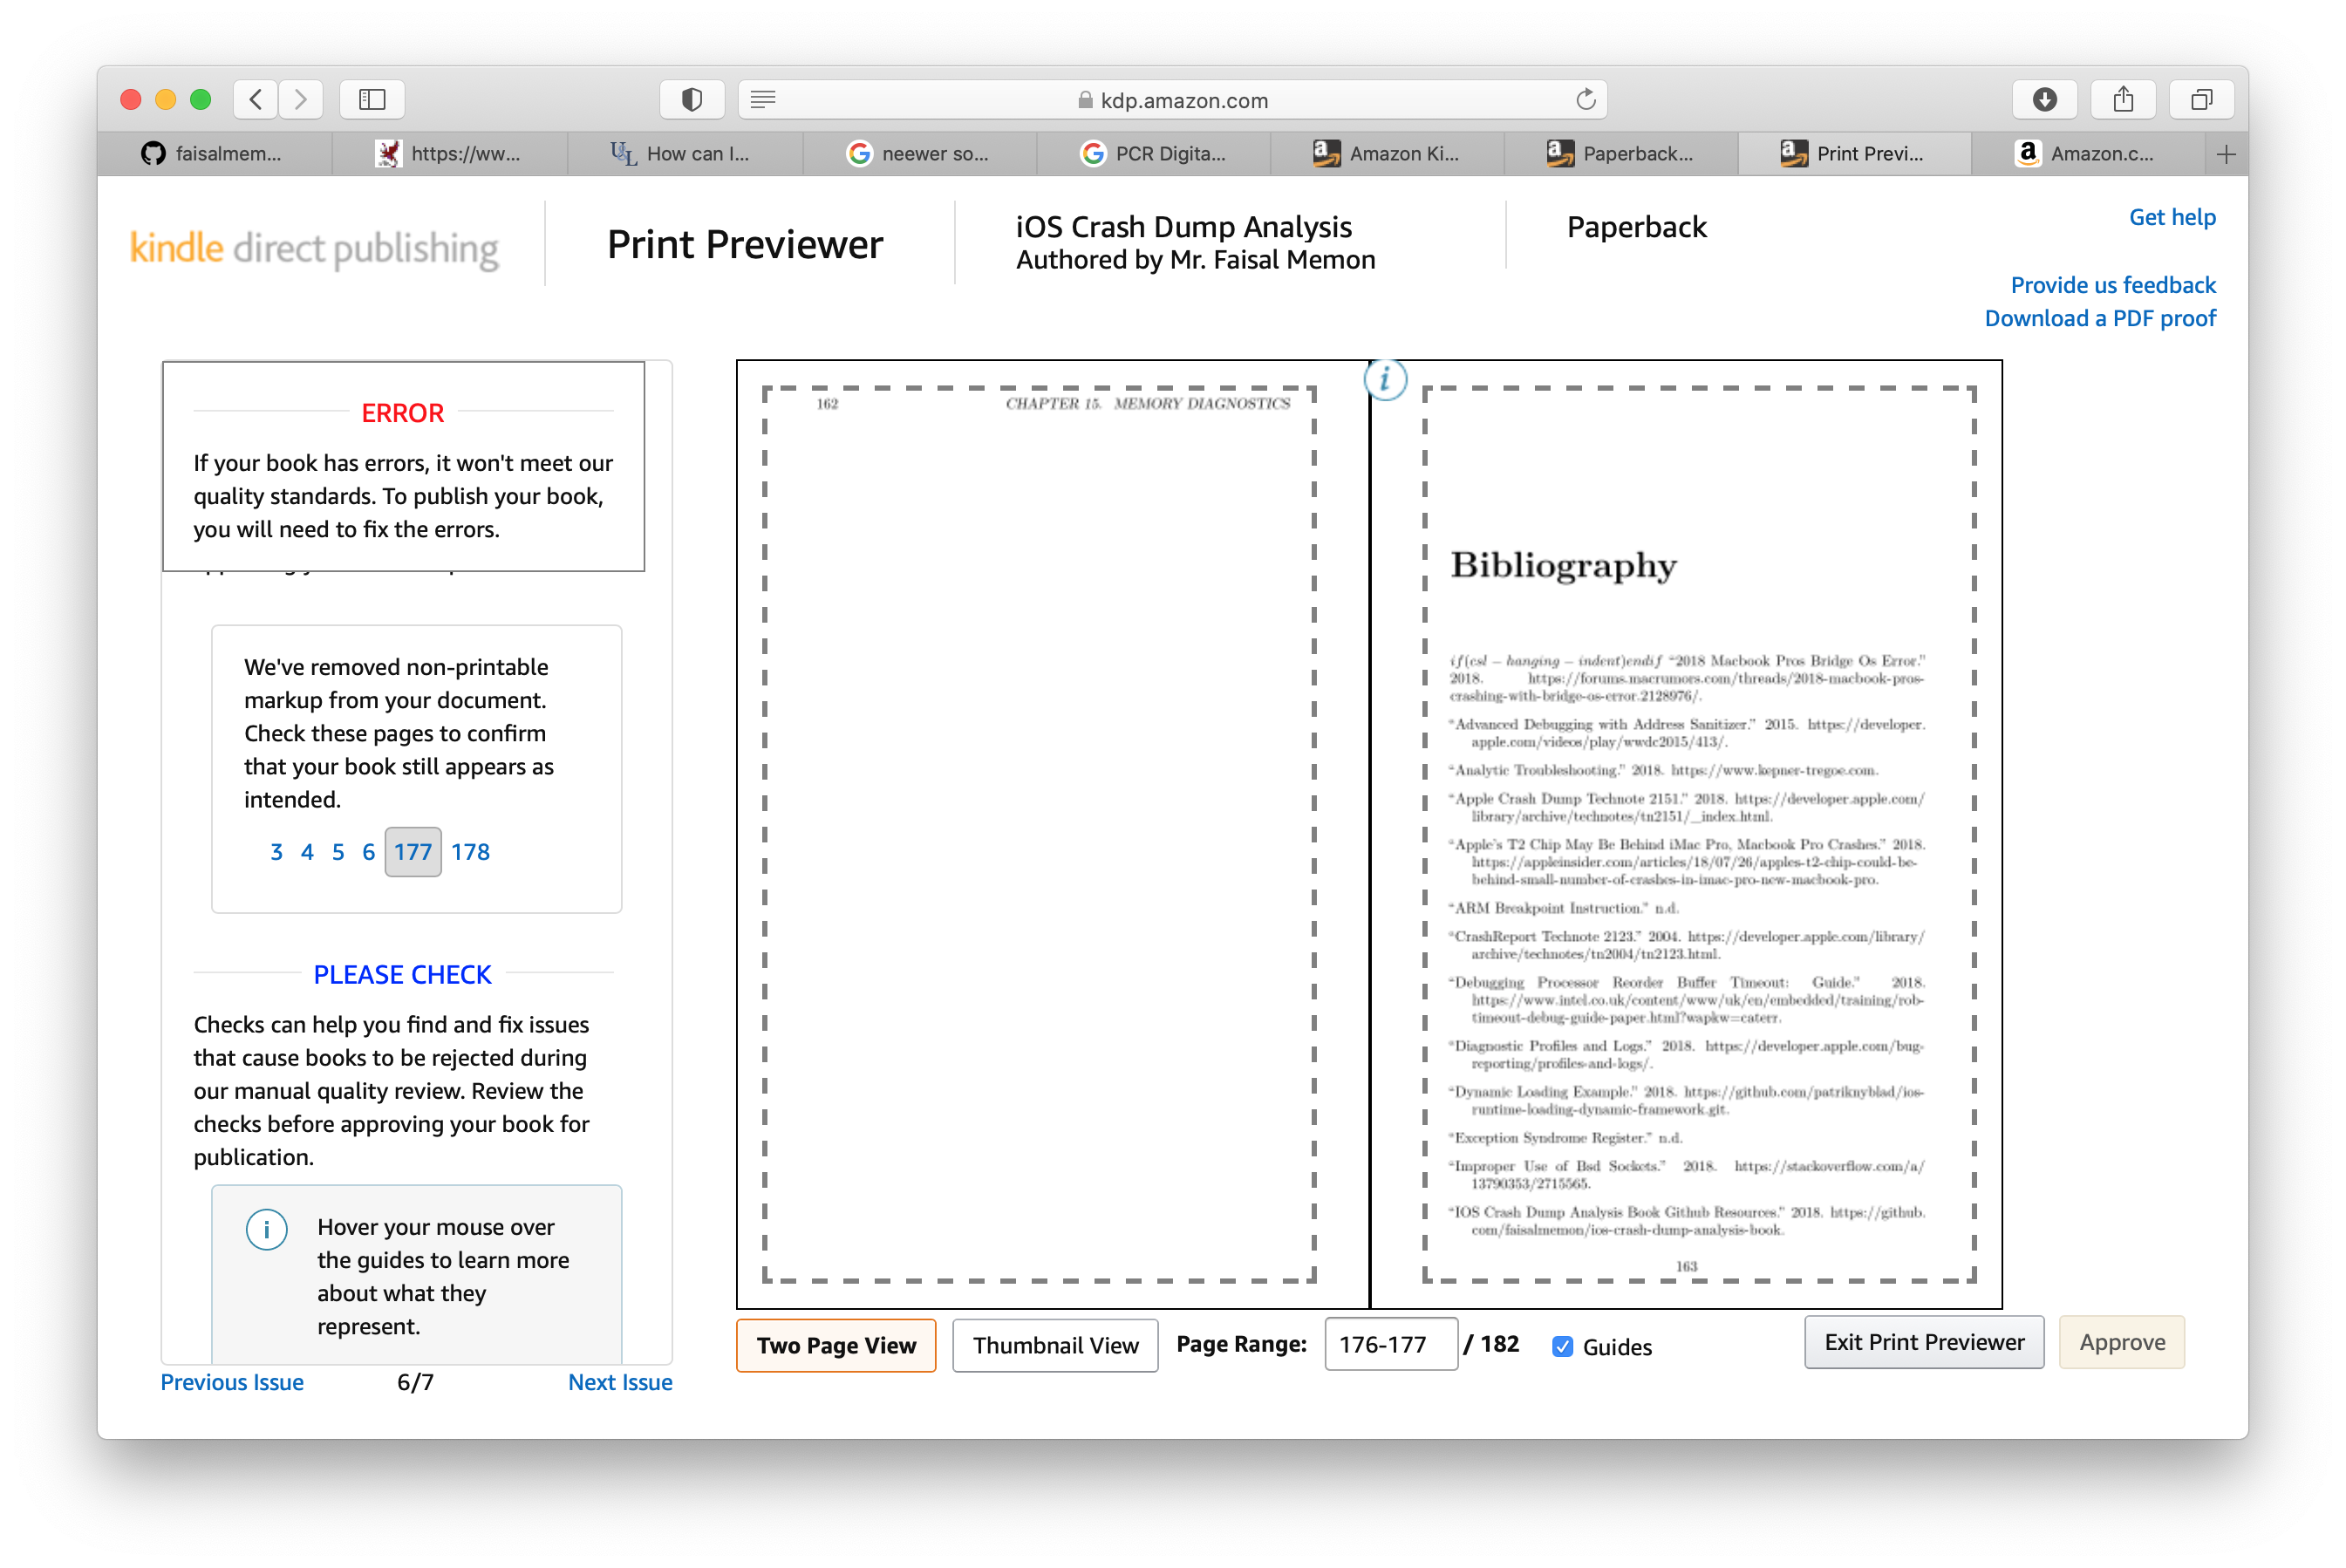 kdp.amazon.com
faisalmem...
https://ww...
How can I...
neewer so...
PCR Digita...
Amazon Ki...
Paperback...
Print Previ...
Amazon.c...
kindle direct publishing
Print Previewer
iOS Crash Dump Analysis
Authored by Mr. Faisal Memon
Paperback
Get help
Provide us feedback
Download a PDF proof
ERROR
If your book has errors, it won't meet our
quality standards. To publish your book,
you will need to fix the errors.
We've removed non-printable
markup from your document.
Check these pages to confirm
that your book still appears as
intended.
3 4 5 6 177 178
PLEASE CHECK
Checks can help you find and fix issues
that cause books to be rejected during
our manual quality review. Review the
checks before approving your book for
publication.
i
Hover your mouse over
the guides to learn more
about what they
represent.
Previous Issue
6/7
Next Issue
162 CHAPTER 15. MEMORY DIAGNOSTICS
i
Bibliography
if(csl − hanging − indent)endif “2018 Macbook Pros Bridge Os Error.”
2018. https://forums.macrumors.com/threads/2018-macbook-pros-
crashing-with-bridge-os-error.2128976/.
“Advanced Debugging with Address Sanitizer.” 2015. https://developer.
apple.com/videos/play/wwdc2015/413/.
“Analytic Troubleshooting.” 2018. https://www.kepner-tregoe.com.
“Apple Crash Dump Technote 2151.” 2018. https://developer.apple.com/
library/archive/technotes/tn2151/_index.html.
“Apple’s T2 Chip May Be Behind iMac Pro, Macbook Pro Crashes.” 2018.
https://appleinsider.com/articles/18/07/26/apples-t2-chip-could-be-
behind-small-number-of-crashes-in-imac-pro-new-macbook-pro.
“ARM Breakpoint Instruction.” n.d.
“CrashReport Technote 2123.” 2004. https://developer.apple.com/library/
archive/technotes/tn2004/tn2123.html.
“Debugging Processor Reorder Buffer Timeout: Guide.” 2018.
https://www.intel.co.uk/content/www/uk/en/embedded/training/rob-
timeout-debug-guide-paper.html?wapkw=caterr.
“Diagnostic Profiles and Logs.” 2018. https://developer.apple.com/bug-
reporting/profiles-and-logs/.
“Dynamic Loading Example.” 2018. https://github.com/patriknyblad/ios-
runtime-loading-dynamic-framework.git.
“Exception Syndrome Register.” n.d.
“Improper Use of Bsd Sockets.” 2018. https://stackoverflow.com/a/
13790353/2715565.
“IOS Crash Dump Analysis Book Github Resources.” 2018. https://github.
com/faisalmemon/ios-crash-dump-analysis-book.
163
Two Page View
Thumbnail View
Page Range: 176-177 / 182
Guides
Exit Print Previewer
Approve